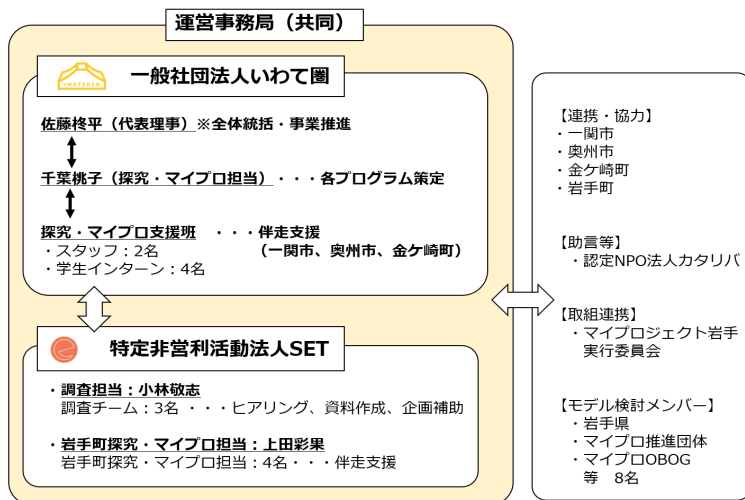 運営事務局（共同）
IWATEKEN
一般社団法人いわて圏
佐藤柊平（代表理事）※全体統括・事業推進
千葉桃子（探究・マイプロ担当）・・・各プログラム策定
探究・マイプロ支援班　・・・伴走支援
・スタッフ：2名　（一関市、奥州市、金ケ崎町）
・学生インターン：4名
特定非営利活動法人SET
・調査担当：小林敬志
調査チーム：3名 ・・・ヒアリング、資料作成、企画補助
・岩手町探究・マイプロ担当：上田彩果
岩手町探究・マイプロ担当：4名・・・伴走支援
【連携・協力】
・一関市
・奥州市
・金ケ崎町
・岩手町
【助言等】
・認定NPO法人カタリバ
【取組連携】
・マイプロジェクト岩手
実行委員会
【モデル検討メンバー】
・岩手県
・マイプロ推進団体
・マイプロOBOG
等　8名